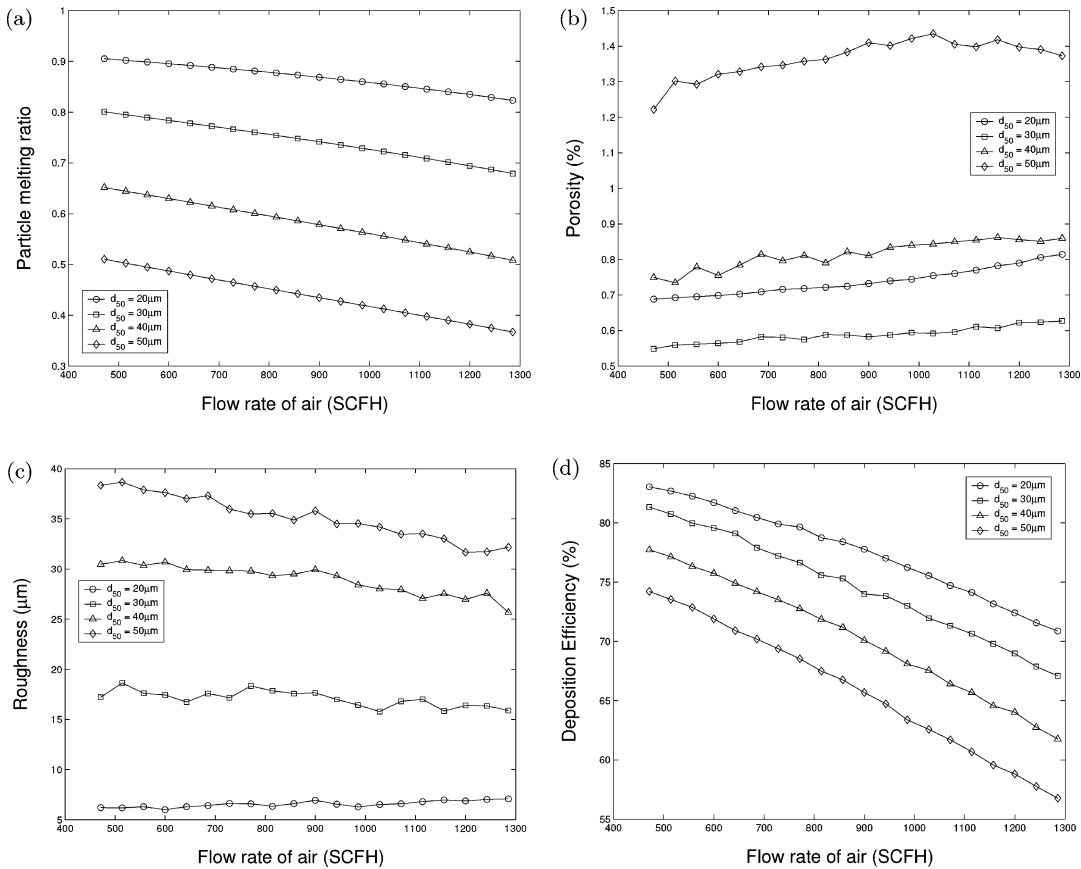 (a)
1
0.9
0.8
0.7
0.6
0.5
0.4
0.3
Particle melting ratio
d50 = 20μm
d50 = 30μm
d50 = 40μm
d50 = 50μm
400 500 600 700 800 900 1000 1100 1200 1300
Flow rate of air (SCFH)
(b)
1.5
1.4
1.3
1.2
1.1
1
0.9
0.8
0.7
0.6
0.5
Porosity (%)
d50 = 20μm
d50 = 30μm
d50 = 40μm
d50 = 50μm
400 500 600 700 800 900 1000 1100 1200 1300
Flow rate of air (SCFH)
(c)
40
35
30
25
20
15
10
5
Roughness (μm)
d50 = 20μm
d50 = 30μm
d50 = 40μm
d50 = 50μm
400 500 600 700 800 900 1000 1100 1200 1300
Flow rate of air (SCFH)
(d)
85
80
75
70
65
60
55
Deposition Efficiency (%)
d50 = 20μm
d50 = 30μm
d50 = 40μm
d50 = 50μm
400 500 600 700 800 900 1000 1100 1200 1300
Flow rate of air (SCFH)